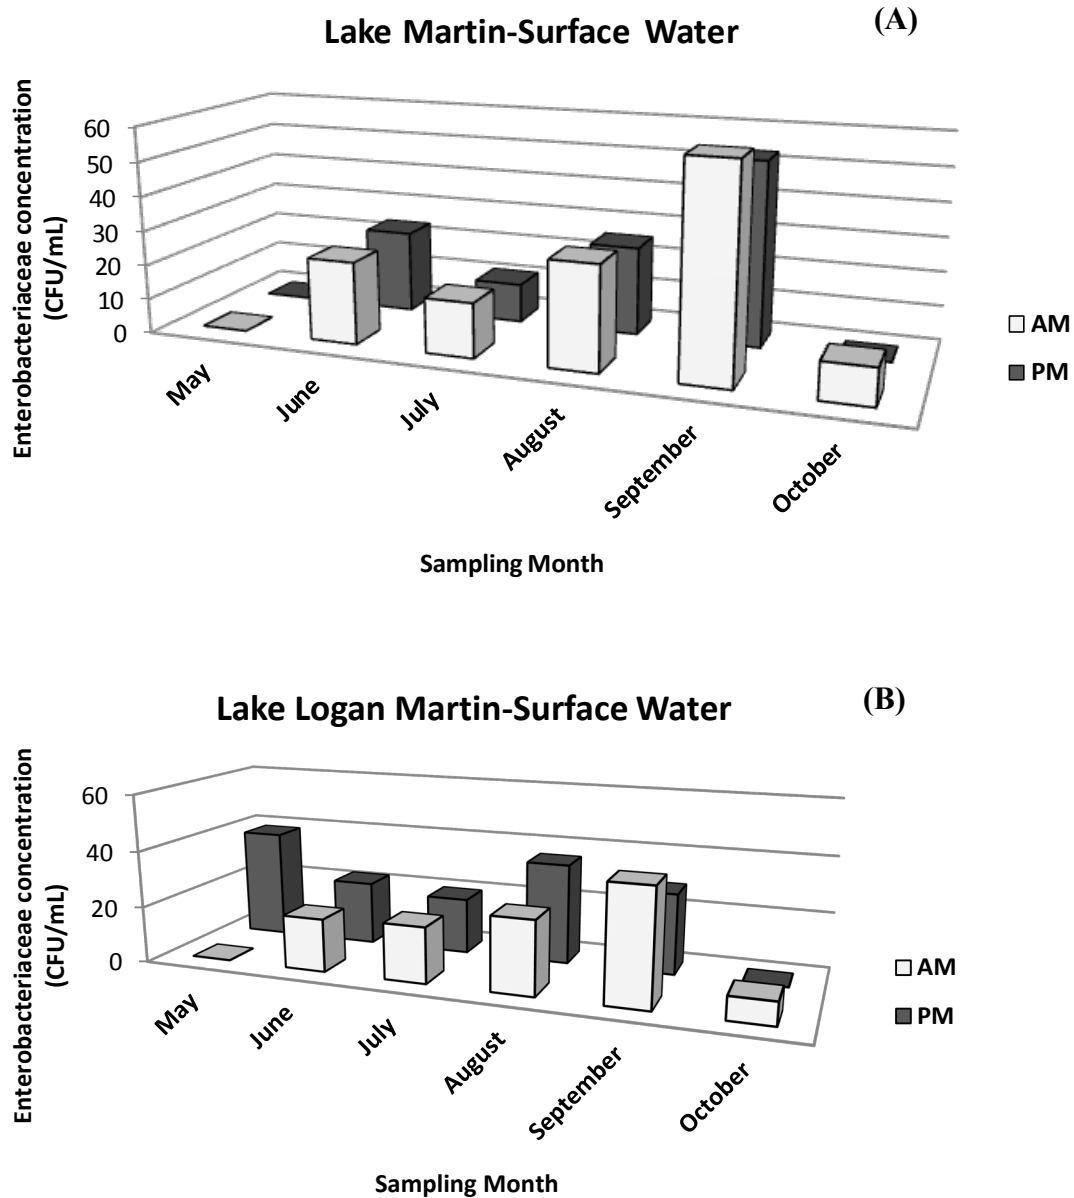 (A)
Lake Martin-Surface Water
Enterobacteriaceae concentration
(CFU/mL)
60
50
40
30
20
10
0
May
June
July
August
September
October
AM
PM
Sampling Month
(B)
Lake Logan Martin-Surface Water
Enterobacteriaceae concentration
(CFU/mL)
60
40
20
0
May
June
July
August
September
October
AM
PM
Sampling Month